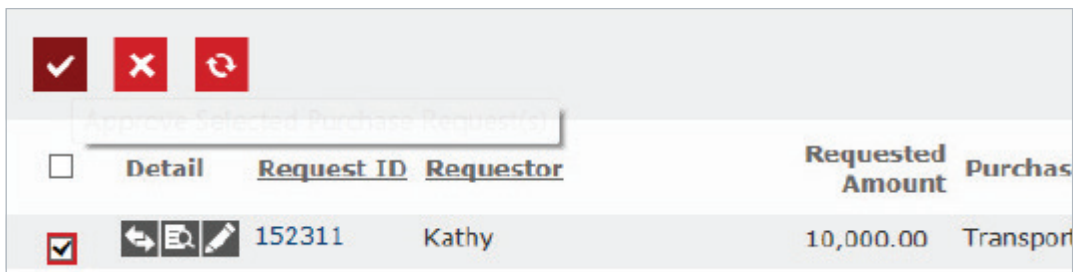 Approve Selected Purchase Request(s)
Detail Request ID Requestor Requested Amount Purchas
152311 Kathy 10,000.00 Transport